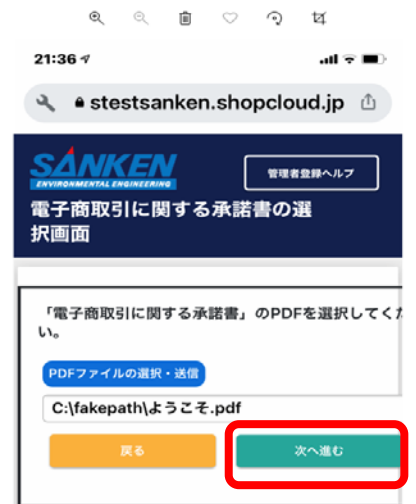 21:36
stestsanken.shopcloud.jp
SANKEN
ENVIRONMENTAL ENGINEERING
管理者登録ヘルプ
電子商取引に関する承諾書の選
択画面
「電子商取引に関する承諾書」のPDFを選択してく
い。
PDFファイルの選択・送信
C:\fakepath\ようこそ.pdf
戻る
次へ進む